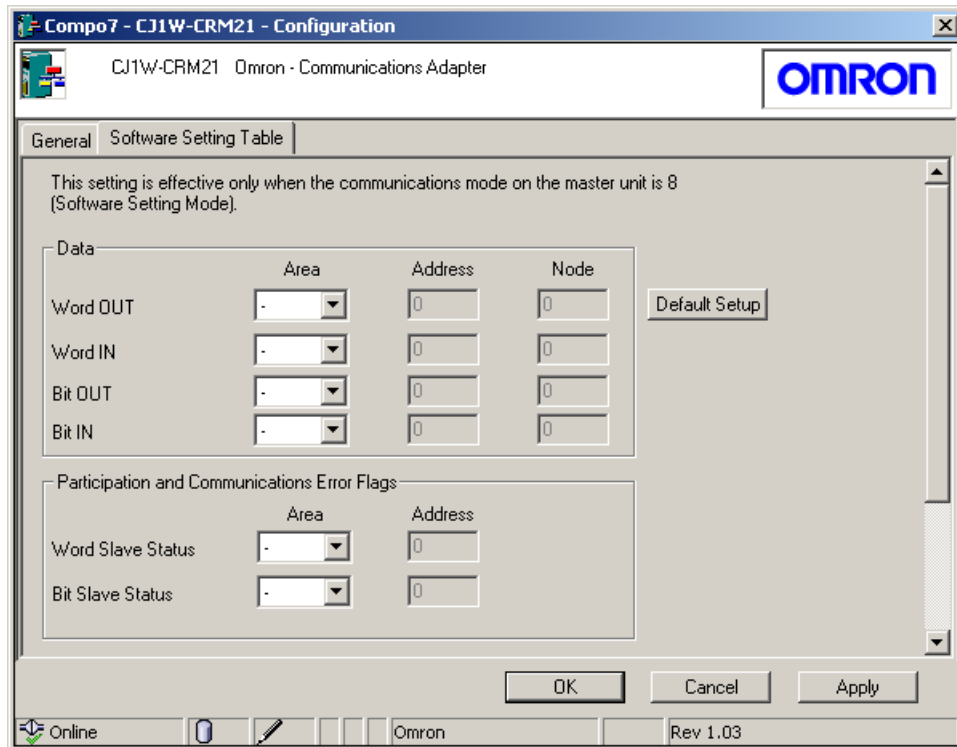 Compo7 - CJ1W-CRM21 - Configuration
CJ1W-CRM21 Omron - Communications Adapter
OMRON
General Software Setting Table
This setting is effective only when the communications mode on the master unit is 8
(Software Setting Mode).
Data
Area Address Node
Word OUT - 0 0 Default Setup
Word IN - 0 0
Bit OUT - 0 0
Bit IN - 0 0
Participation and Communications Error Flags
Area Address
Word Slave Status - 0
Bit Slave Status - 0
OK Cancel Apply
Online Omron Rev 1.03